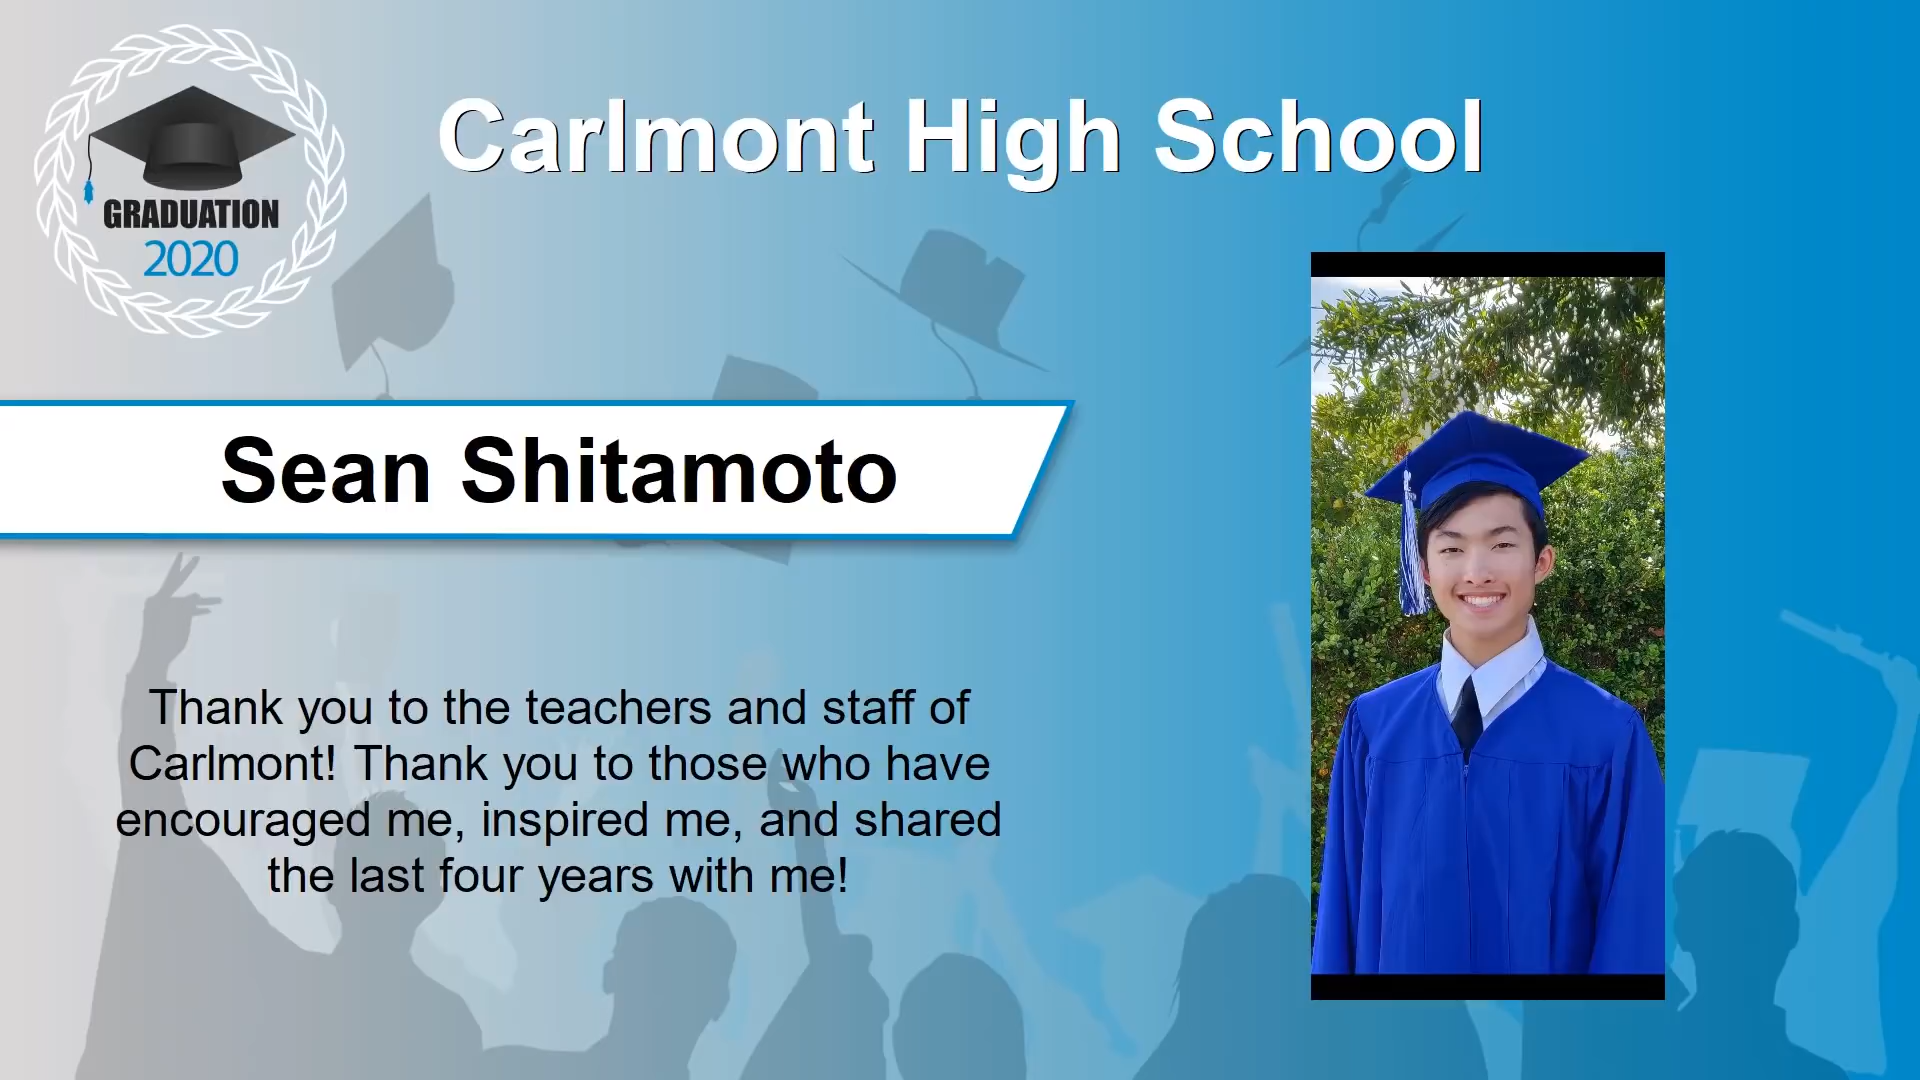 GRADUATION
2020
Carlmont High School
Sean Shitamoto
Thank you to the teachers and staff of
Carlmont! Thank you to those who have
encouraged me, inspired me, and shared
the last four years with me!